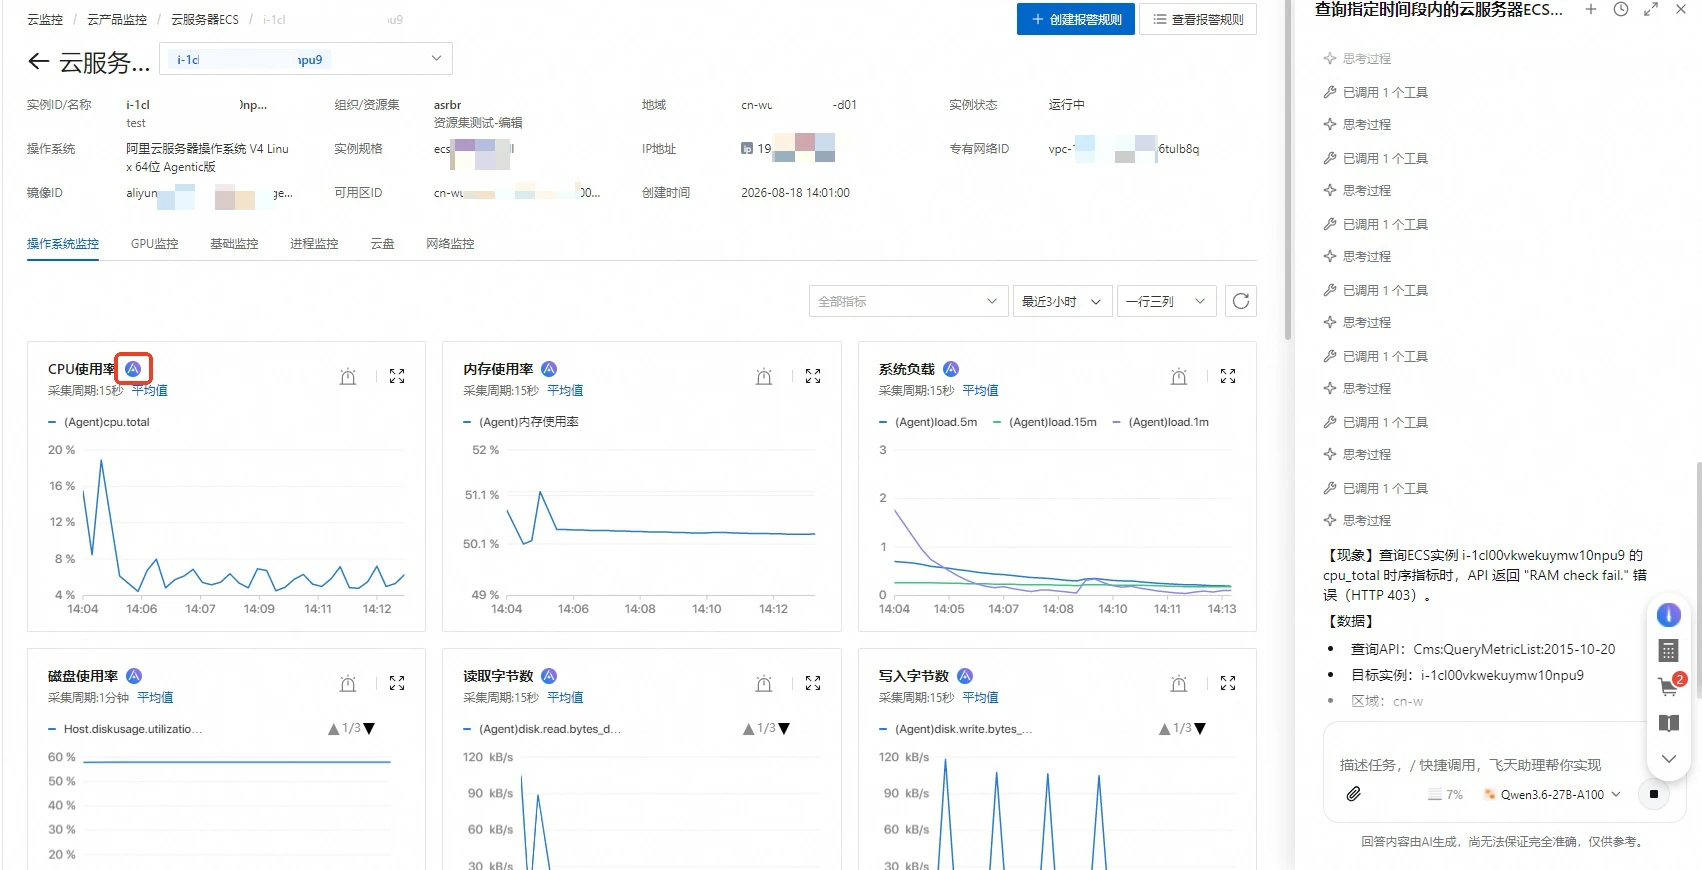 云监控 / 云产品监控 / 云服务器ECS / i-1cl u9
创建报警规则
查看报警规则
云服务... i-1cl npu9
实例ID/名称 i-1cl 0np...
test
组织/资源集 asrbr
资源集测试-编辑
地域 cn-wu -d01
实例状态 运行中
操作系统 阿里云服务器操作系统 V4 Linu
x 64位 Agentic版
实例规格 ecs
IP地址 ip 19
专有网络ID vpc- 6tulb8q
镜像ID aliyun ge...
可用区ID cn-wu 00...
创建时间 2026-08-18 14:01:00
操作系统监控 GPU监控 基础监控 进程监控 云盘 网络监控
全部指标 最近3小时 一行三列
CPU使用率
采集周期:15秒 平均值
(Agent)cpu.total
20 %
16 %
12 %
8 %
4 %
14:04 14:06 14:07 14:09 14:11 14:12
内存使用率
采集周期:15秒 平均值
(Agent)内存使用率
52 %
51.1 %
50.1 %
49 %
14:04 14:06 14:08 14:10 14:12
系统负载
采集周期:15秒 平均值
(Agent)load.5m (Agent)load.15m (Agent)load.1m
3
2
1
0
14:04 14:05 14:07 14:08 14:10 14:11 14:13
磁盘使用率
采集周期:1分钟 平均值
Host.diskusage.utilizatio... 1/3
60 %
50 %
40 %
30 %
20 %
读取字节数
采集周期:15秒 平均值
(Agent)disk.read.bytes_d... 1/3
120 kB/s
90 kB/s
60 kB/s
30 kB/s
写入字节数
采集周期:15秒 平均值
(Agent)disk.write.bytes_... 1/3
120 kB/s
90 kB/s
60 kB/s
30 kB/s
查询指定时间段内的云服务器ECS...
思考过程
已调用 1 个工具
思考过程
已调用 1 个工具
思考过程
已调用 1 个工具
思考过程
已调用 1 个工具
思考过程
已调用 1 个工具
思考过程
已调用 1 个工具
思考过程
已调用 1 个工具
思考过程
【现象】查询ECS实例 i-1cl00vkwekuymw10npu9 的
cpu_total 时序指标时，API 返回 "RAM check fail." 错
误（HTTP 403）。
【数据】
• 查询API：Cms:QueryMetricList:2015-10-20
• 目标实例：i-1cl00vkwekuymw10npu9
• 区域：cn-w
2
描述任务，/ 快捷调用，飞天助理帮你实现
7% Qwen3.6-27B-A100
回答内容由AI生成，尚无法保证完全准确，仅供参考。